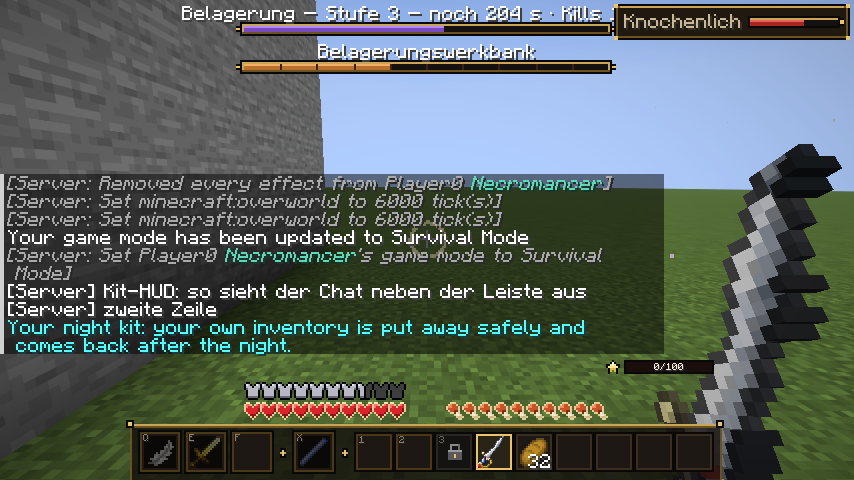 Belagerung – Stufe 3 – noch 204 s · Kills .
Knochenlich
Belagerungswerkbank
[Server: Removed every effect from Player0 Necromancer]
[Server: Set minecraft:overworld to 6000 tick(s)]
[Server: Set minecraft:overworld to 6000 tick(s)]
Your game mode has been updated to Survival Mode
[Server: Set Player0 Necromancer's game mode to Survival
Mode]
[Server] Kit-HUD: so sieht der Chat neben der Leiste aus
[Server] zweite Zeile
Your night kit: your own inventory is put away safely and
comes back after the night.
0/100
Q E F X 1 2 3
32